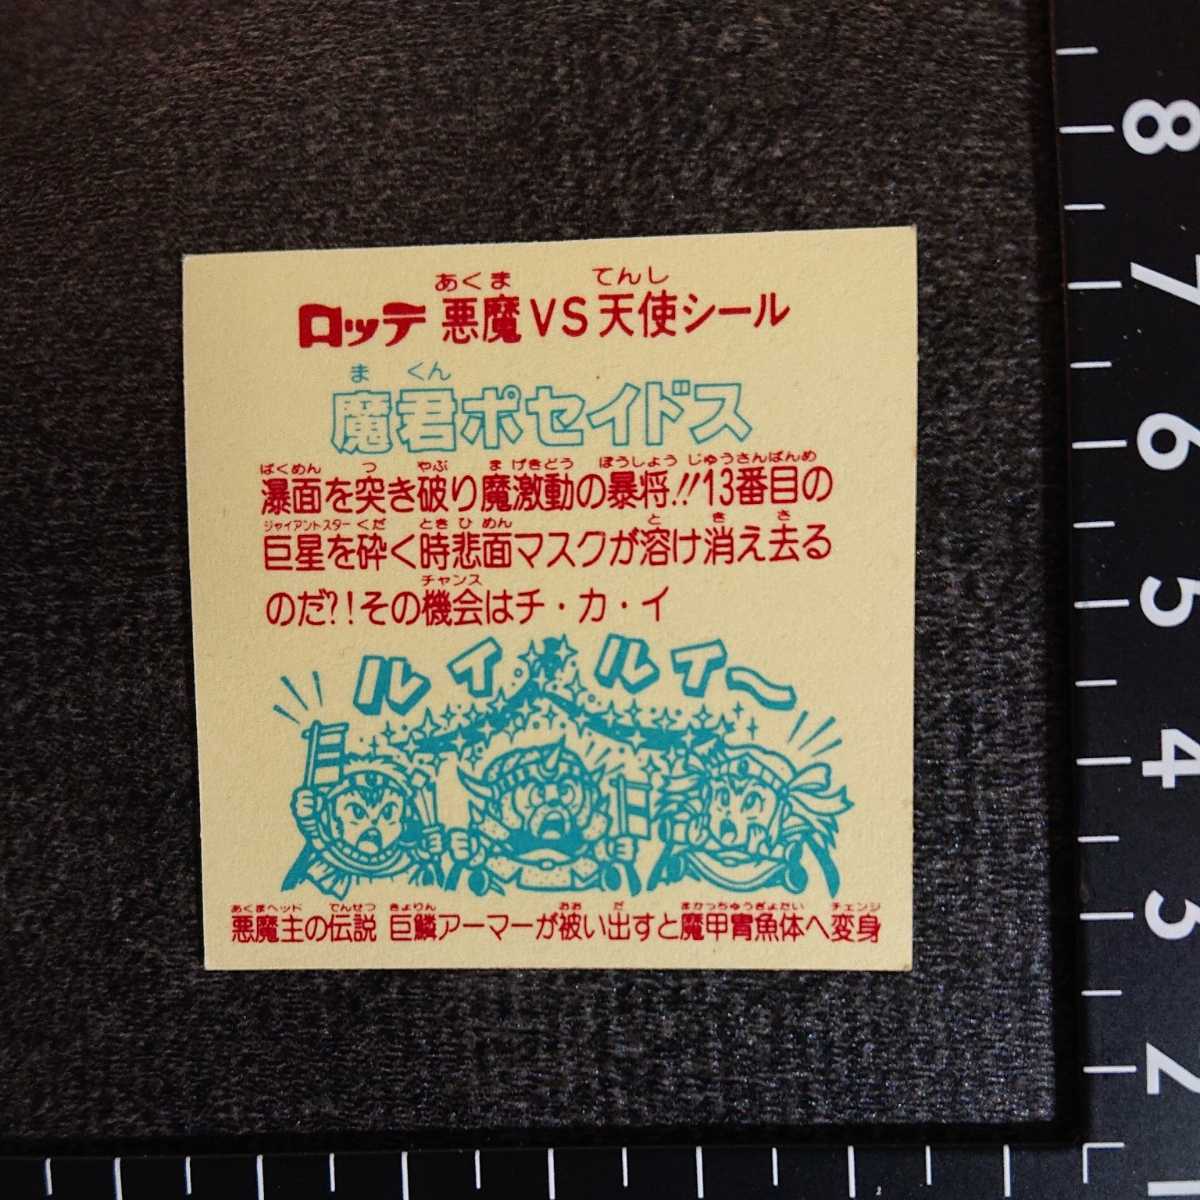 あくま てんし
ロッテ 悪魔VS天使シール
ま くん
魔君ポセイドス
ばくめん つ やぶ ま げきどう ぼうしょう じゅうさんばんめ
瀑面を突き破り魔激動の暴将!!13番目の
ジャイアントスター くだ とき ひ めん と き さ
巨星を砕く時悲面マスクが溶け消え去る
チャンス
のだ?!その機会はチ・カ・イ
ルイールイ〜
あくまヘッド でんせつ きょりん おお だ まかっちゅうぎょたい チェンジ
悪魔主の伝説 巨鱗アーマーが被い出すと魔甲冑魚体へ変身
8
7
6
5
4
3
2
1